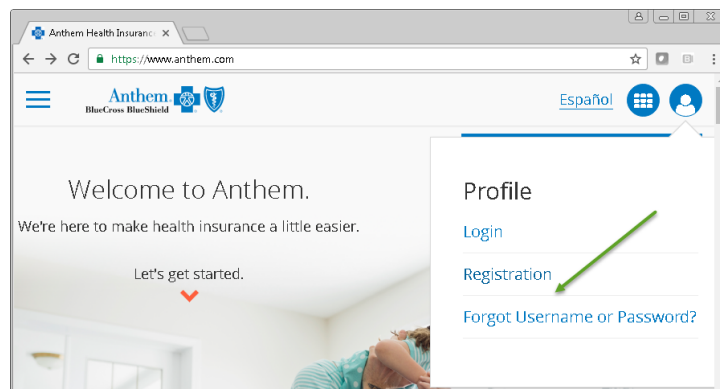 Anthem Health Insuranc
https://www.anthem.com
Anthem.
BlueCross BlueShield
Español
Welcome to Anthem.
We're here to make health insurance a little easier.
Let's get started.
Profile
Login
Registration
Forgot Username or Password?